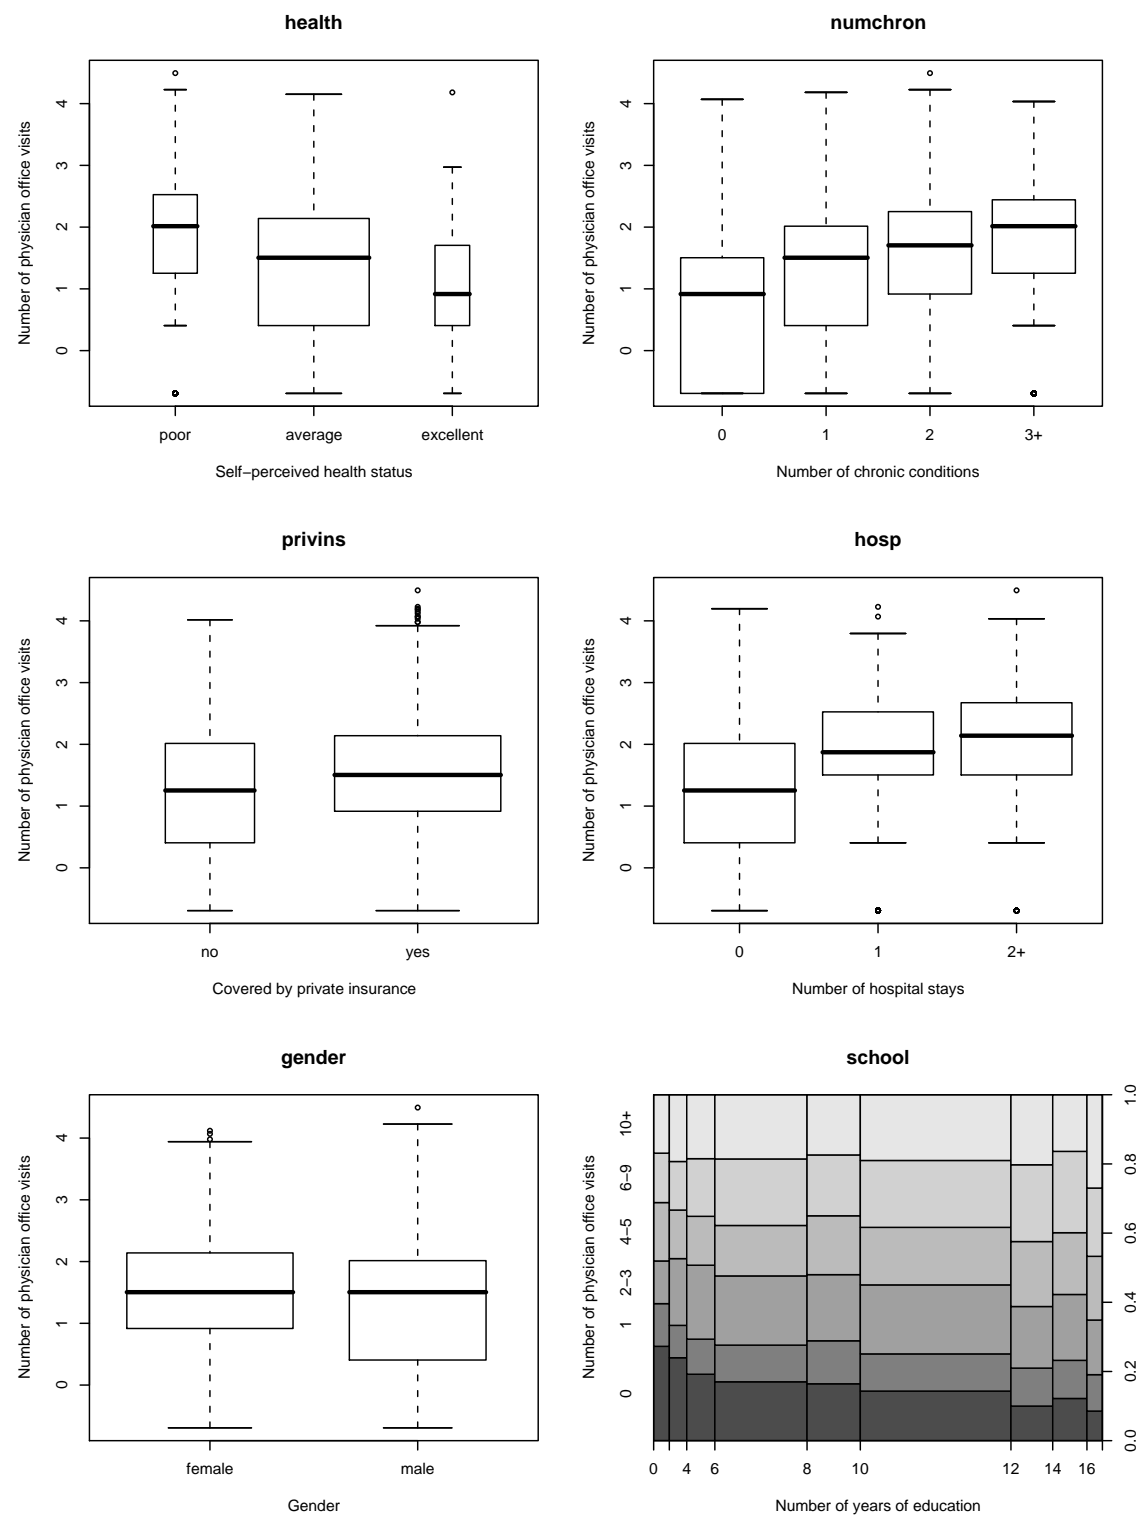 health
Number of physician office visits
4
3
2
1
0
poor average excellent
Self−perceived health status
numchron
Number of physician office visits
4
3
2
1
0
0 1 2 3+
Number of chronic conditions
privins
Number of physician office visits
4
3
2
1
0
no yes
Covered by private insurance
hosp
Number of physician office visits
4
3
2
1
0
0 1 2+
Number of hospital stays
gender
Number of physician office visits
4
3
2
1
0
female male
Gender
school
Number of physician office visits
10+
6−9
4−5
2−3
1
0
1.0
0.8
0.6
0.4
0.2
0.0
0 4 6 8 10 12 14 16
Number of years of education